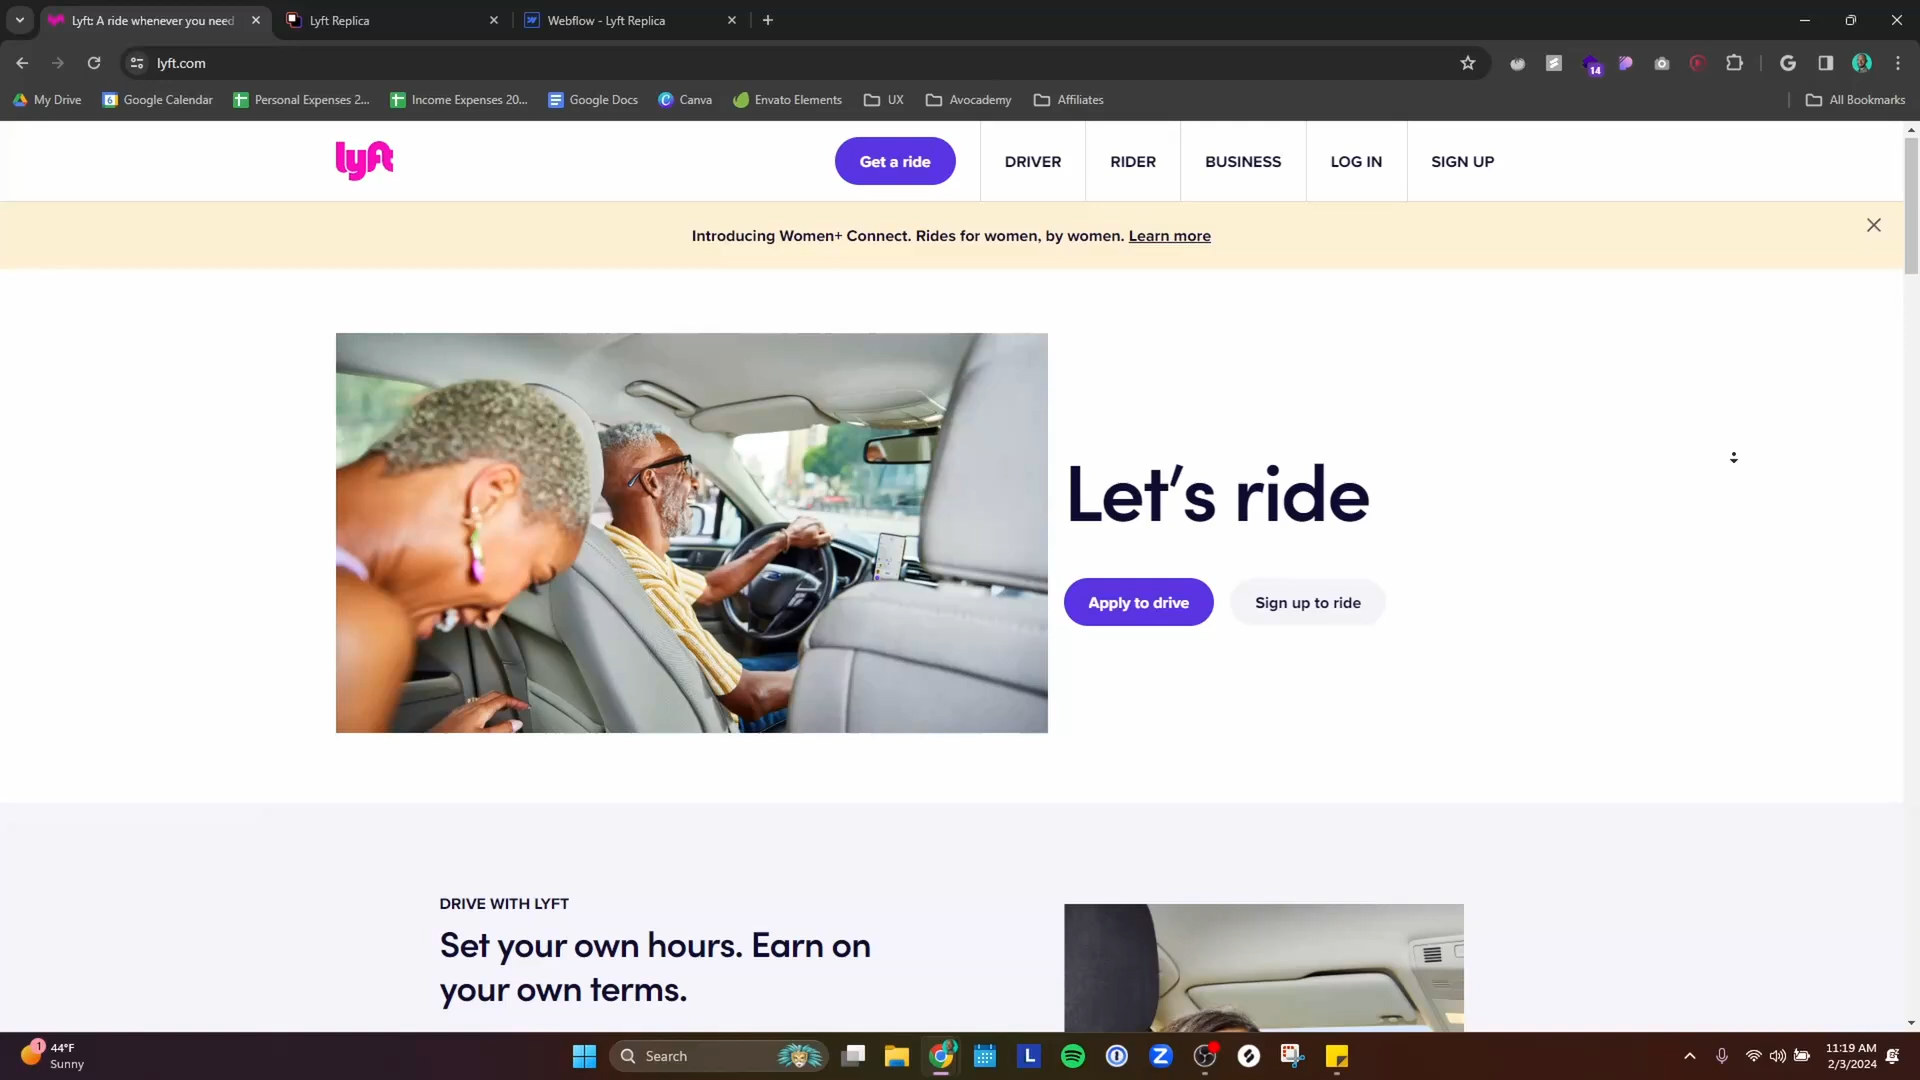 Lyft: A ride whenever you need
Lyft Replica
Webflow - Lyft Replica
lyft.com
14
My Drive
Google Calendar
Personal Expenses 2...
Income Expenses 20...
Google Docs
Canva
Envato Elements
UX
Avocademy
Affiliates
All Bookmarks
lyft
Get a ride
DRIVER
RIDER
BUSINESS
LOG IN
SIGN UP
Introducing Women+ Connect. Rides for women, by women. Learn more
Let's ride
Apply to drive
Sign up to ride
DRIVE WITH LYFT
Set your own hours. Earn on
your own terms.
1
44°F
Sunny
Search
L
11:19 AM
2/3/2024